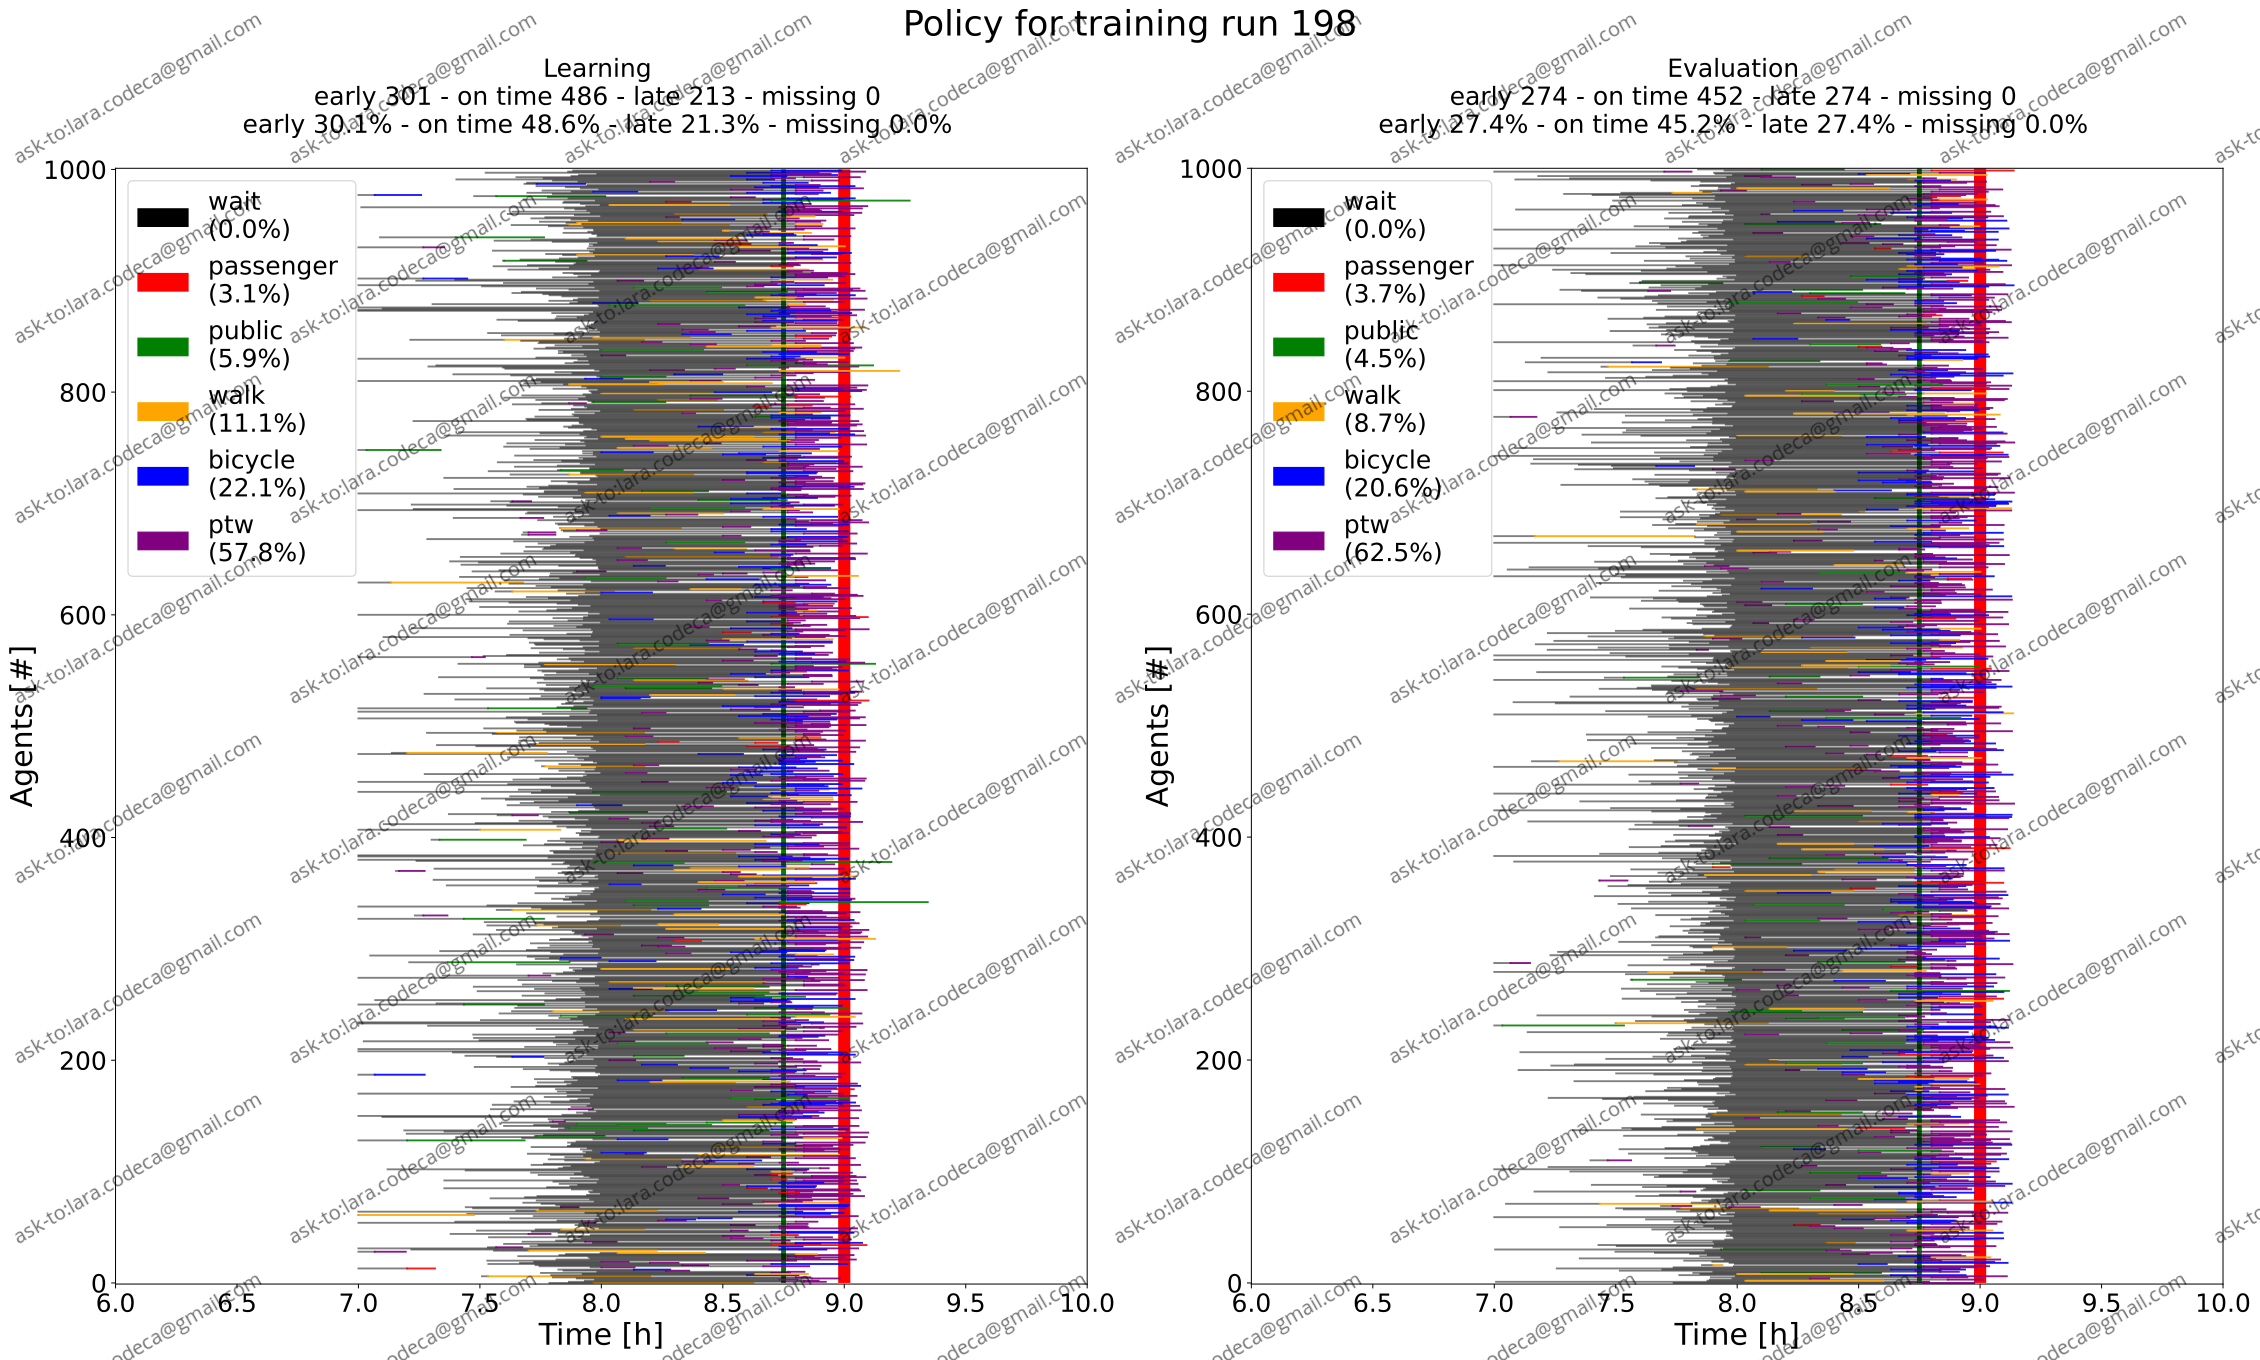 Policy for training run 198
Learning
early 301 - on time 486 - late 213 - missing 0
early 30.1% - on time 48.6% - late 21.3% - missing 0.0%
1000
800
600
400
200
0
Agents [#]
wait
(0.0%)
passenger
(3.1%)
public
(5.9%)
walk
(11.1%)
bicycle
(22.1%)
ptw
(57.8%)
6.0 6.5 7.0 7.5 8.0 8.5 9.0 9.5 10.0
Time [h]
Evaluation
early 274 - on time 452 - late 274 - missing 0
early 27.4% - on time 45.2% - late 27.4% - missing 0.0%
1000
800
600
400
200
0
Agents [#]
wait
(0.0%)
passenger
(3.7%)
public
(4.5%)
walk
(8.7%)
bicycle
(20.6%)
ptw
(62.5%)
6.0 6.5 7.0 7.5 8.0 8.5 9.0 9.5 10.0
Time [h]
ask-to:lara.codeca@gmail.com